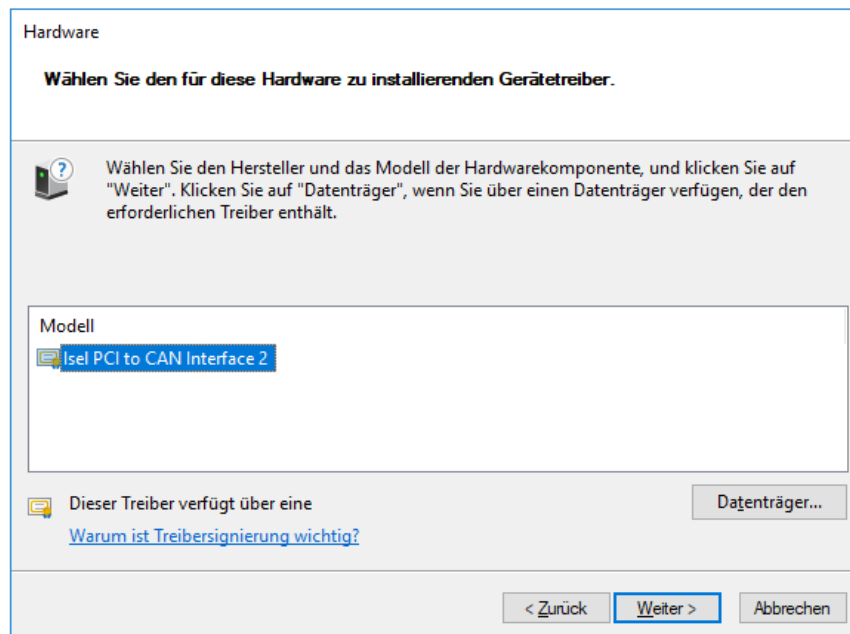 Hardware
Wählen Sie den für diese Hardware zu installierenden Gerätetreiber.
Wählen Sie den Hersteller und das Modell der Hardwarekomponente, und klicken Sie auf
"Weiter". Klicken Sie auf "Datenträger", wenn Sie über einen Datenträger verfügen, der den
erforderlichen Treiber enthält.
Modell
Isel PCI to CAN Interface 2
Dieser Treiber verfügt über eine
Datenträger...
Warum ist Treibersignierung wichtig?
< Zurück
Weiter >
Abbrechen